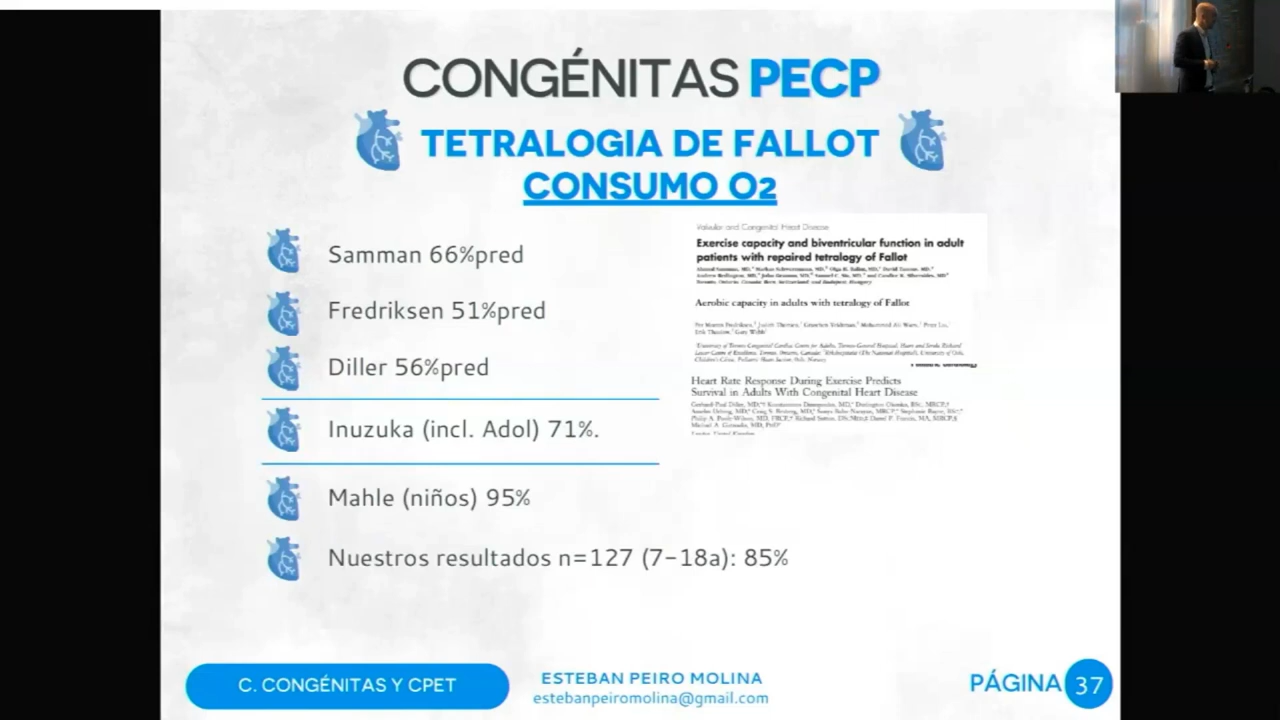 CONGÉNITAS PECP
TETRALOGIA DE FALLOT
CONSUMO O2
Samman 66%pred
Fredriksen 51%pred
Diller 56%pred
Inuzuka (incl. Adol) 71%.
Mahle (niños) 95%
Nuestros resultados n=127 (7-18a): 85%
Valvular and Congenital Heart Disease
Exercise capacity and biventricular function in adult
patients with repaired tetralogy of Fallot
Aerobic capacity in adults with tetralogy of Fallot
Heart Rate Response During Exercise Predicts
Survival in Adults With Congenital Heart Disease
C. CONGÉNITAS Y CPET
ESTEBAN PEIRO MOLINA
estebanpeiromolina@gmail.com
PÁGINA 37